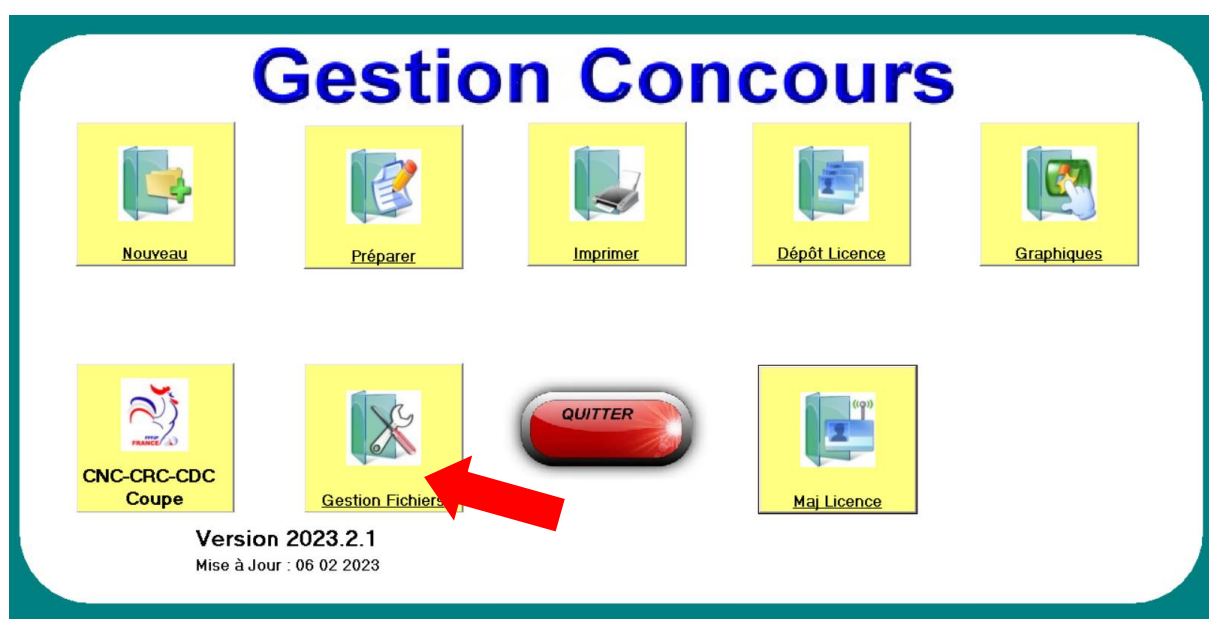 Gestion Concours
Nouveau
Préparer
Imprimer
Dépôt Licence
Graphiques
FRANCE
CNC-CRC-CDC
Coupe
Gestion Fichiers
QUITTER
Maj Licence
Version 2023.2.1
Mise à Jour : 06 02 2023